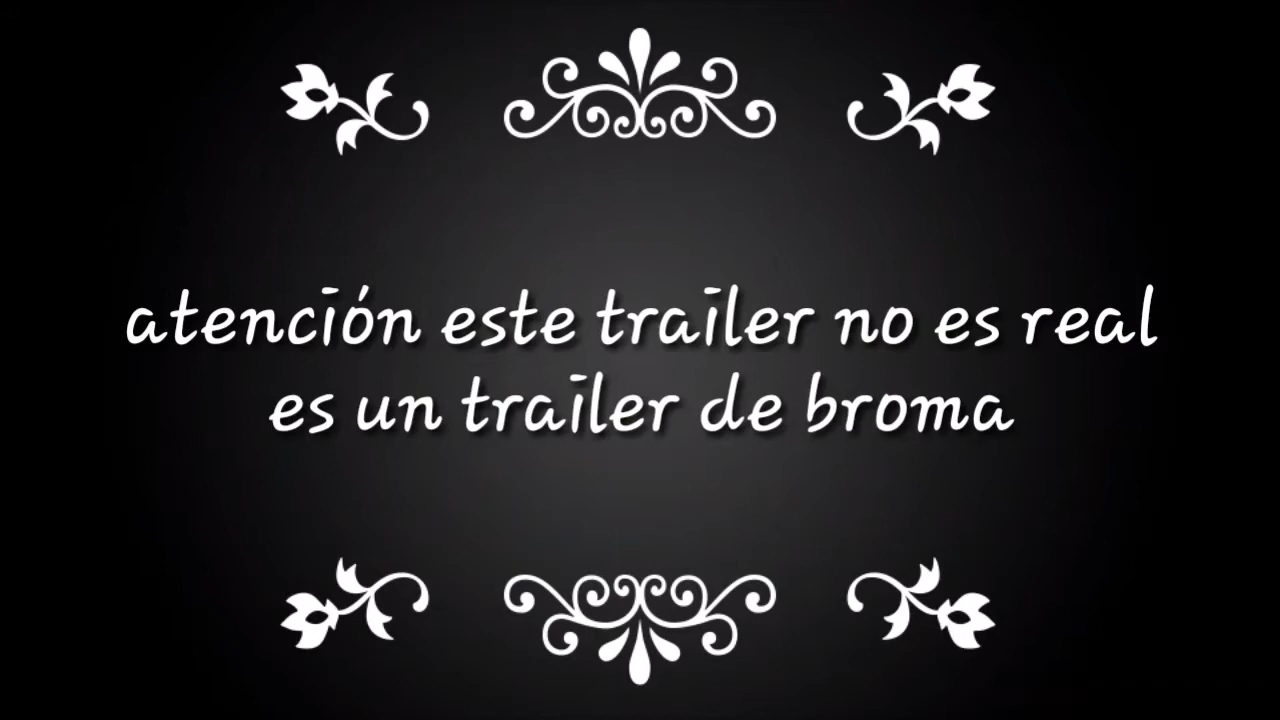 atención este trailer no es real
es un trailer de broma